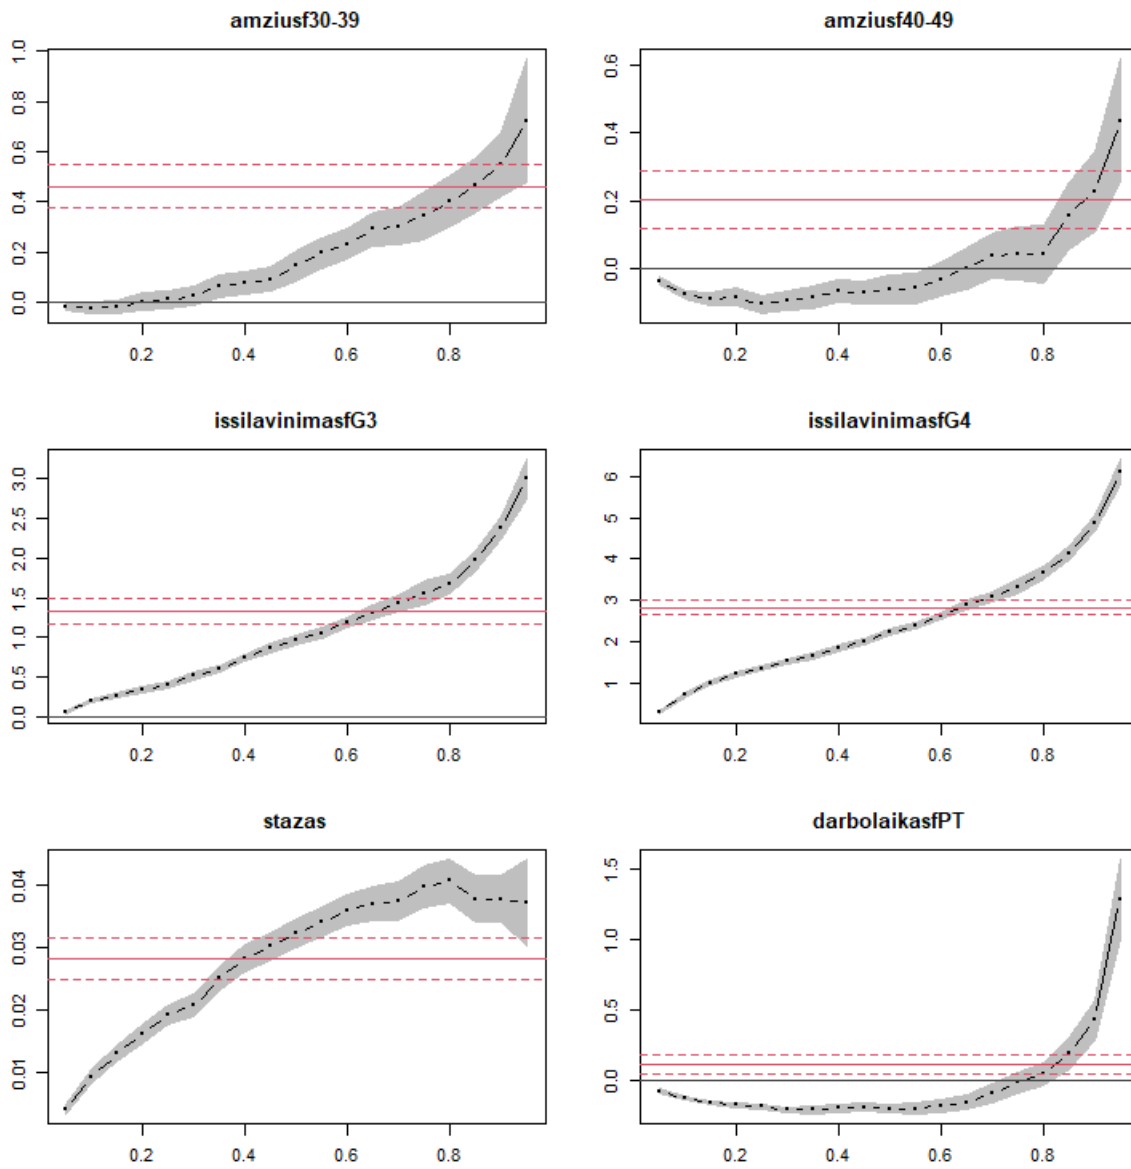 amziusf30-39
0.0 0.2 0.4 0.6 0.8 1.0
0.2 0.4 0.6 0.8
amziusf40-49
0.0 0.2 0.4 0.6
0.2 0.4 0.6 0.8
issilavinimasfG3
0.0 0.5 1.0 1.5 2.0 2.5 3.0
0.2 0.4 0.6 0.8
issilavinimasfG4
1 2 3 4 5 6
0.2 0.4 0.6 0.8
stazas
0.01 0.02 0.03 0.04
0.2 0.4 0.6 0.8
darbolaikasfPT
0.0 0.5 1.0 1.5
0.2 0.4 0.6 0.8